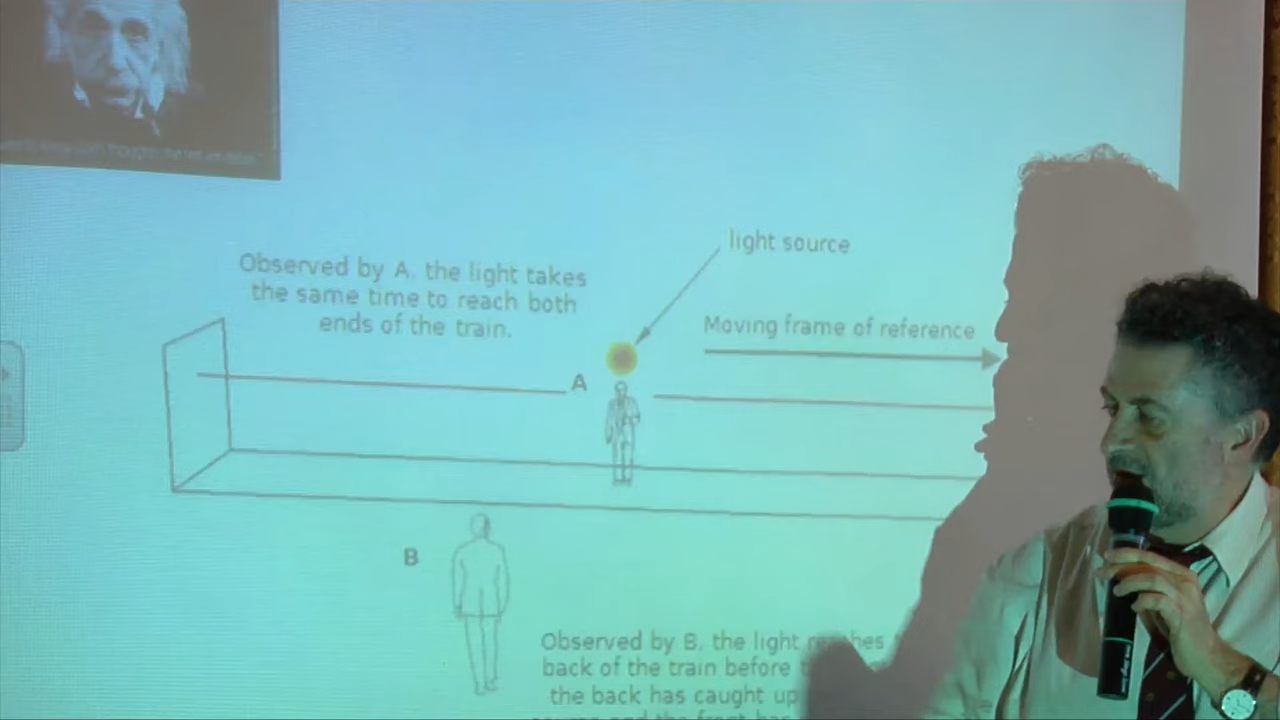 light source
Observed by A. the light takes
the same time to reach both
ends of the train.
Moving frame of reference
A
B
Observed by B. the light reaches
back of the train before
the back has caught up